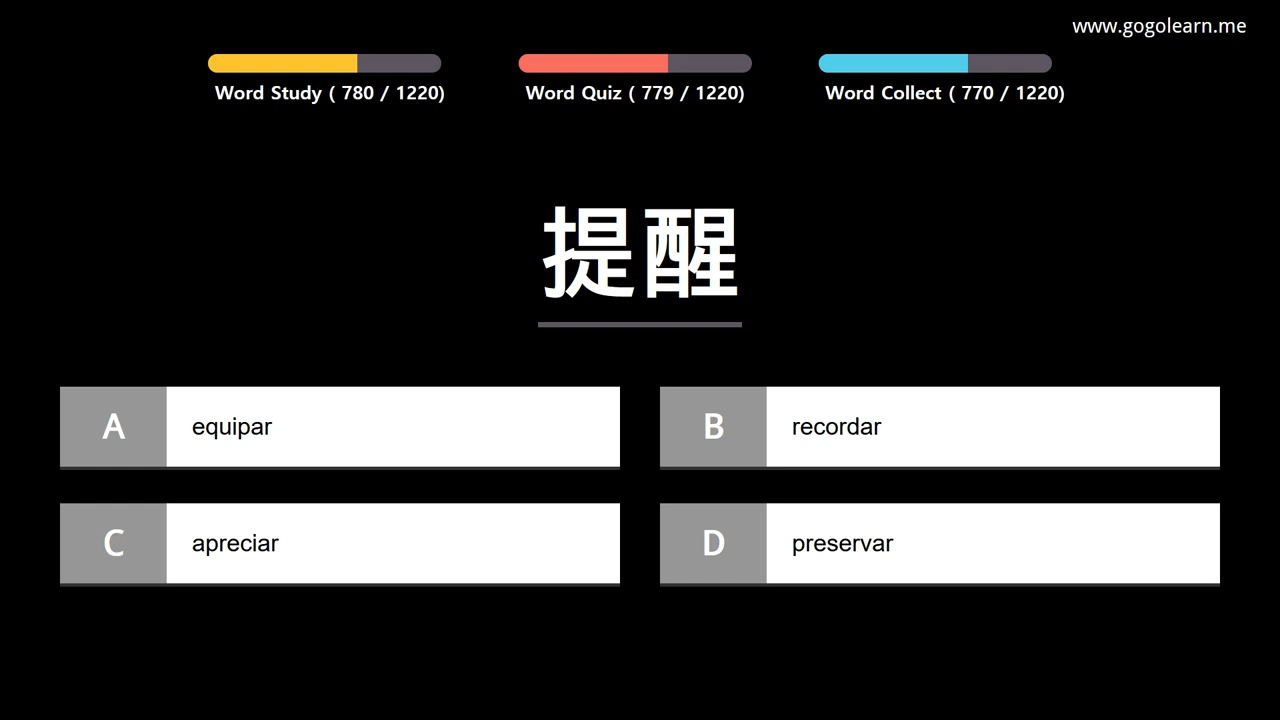 www.gogolearn.me
Word Study ( 780 / 1220)
Word Quiz ( 779 / 1220)
Word Collect ( 770 / 1220)
提醒
A equipar
B recordar
C apreciar
D preservar